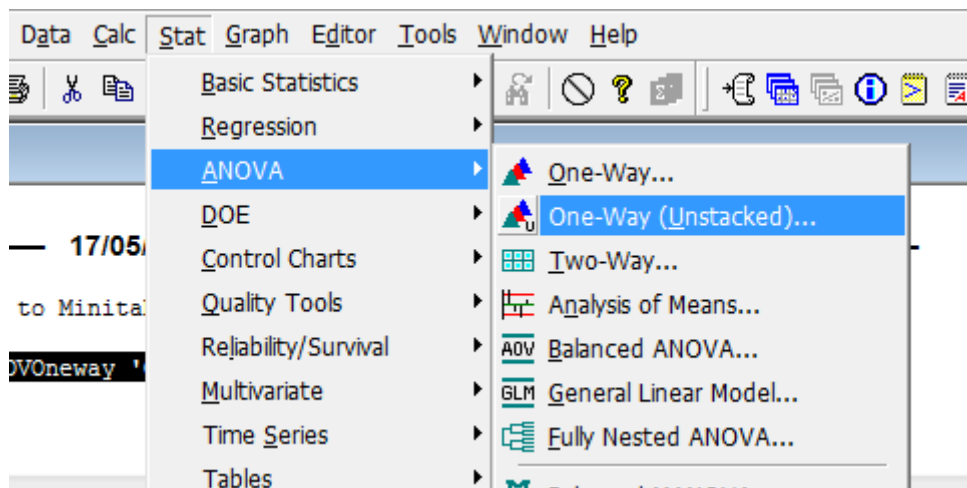 Data Calc Stat Graph Editor Tools Window Help
Basic Statistics
Regression
ANOVA
DOE
Control Charts
Quality Tools
Reliability/Survival
Multivariate
Time Series
Tables
One-Way...
One-Way (Unstacked)...
Two-Way...
Analysis of Means...
AOV Balanced ANOVA...
GLM General Linear Model...
Fully Nested ANOVA...
17/05/
to Minita
OVOneway '